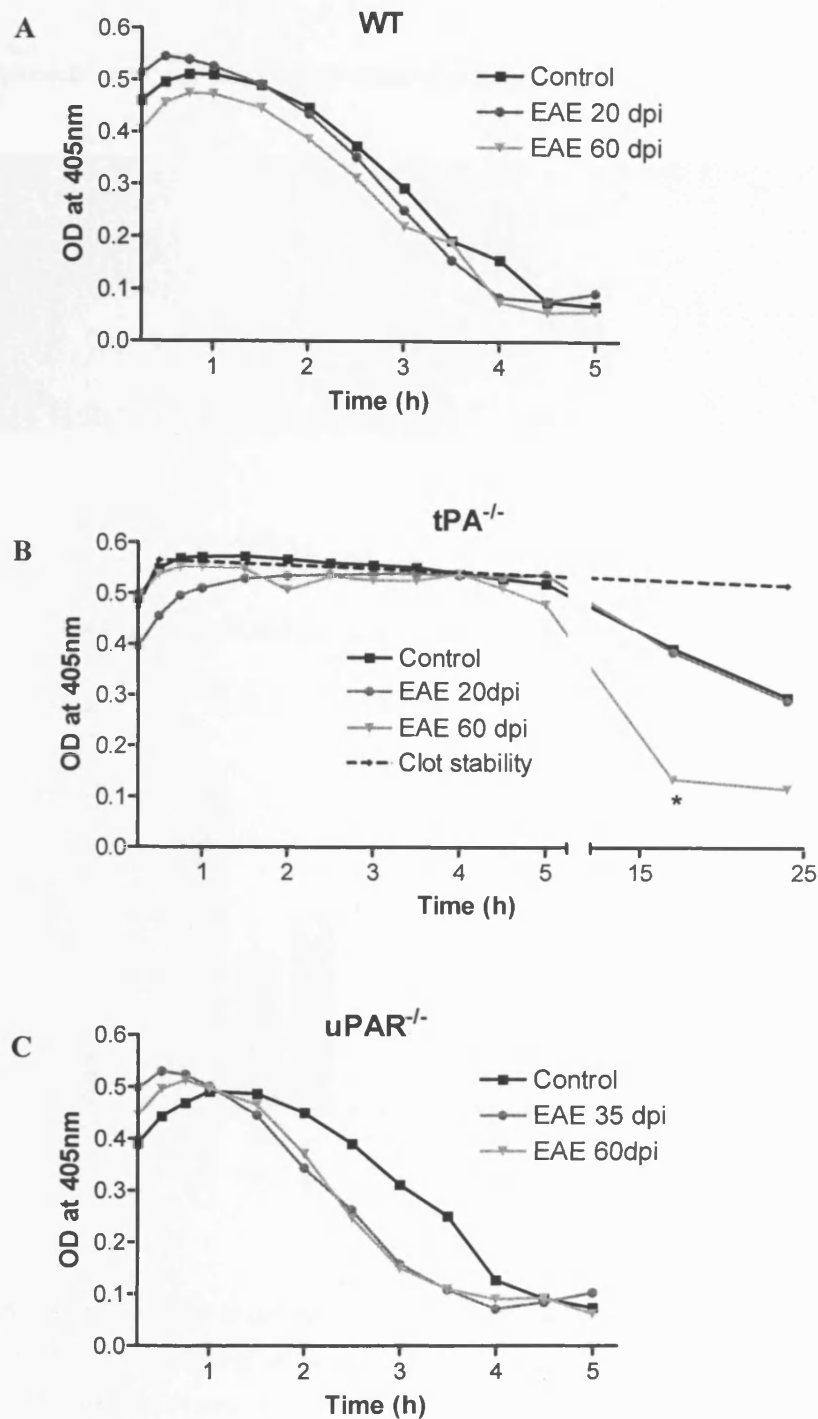 A
WT
0.6
0.5
0.4
0.3
0.2
0.1
0.0
OD at 405nm
Control
EAE 20 dpi
EAE 60 dpi
1 2 3 4 5
Time (h)
B
tPA-/-
0.6
0.5
0.4
0.3
0.2
0.1
0.0
OD at 405nm
Control
EAE 20dpi
EAE 60 dpi
Clot stability
*
1 2 3 4 5 15 25
Time (h)
C
uPAR-/-
0.6
0.5
0.4
0.3
0.2
0.1
0.0
OD at 405nm
Control
EAE 35 dpi
EAE 60dpi
1 2 3 4 5
Time (h)